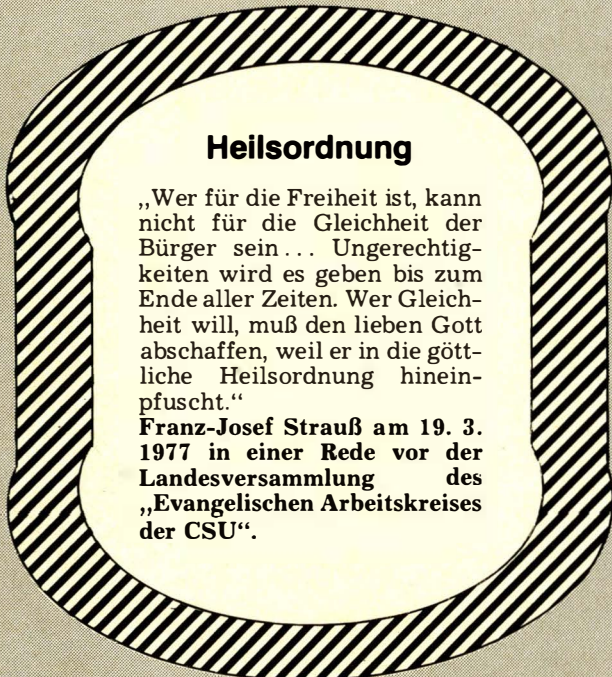 Heilsordnung
„Wer für die Freiheit ist, kann
nicht für die Gleichheit der
Bürger sein... Ungerechtig-
keiten wird es geben bis zum
Ende aller Zeiten. Wer Gleich-
heit will, muß den lieben Gott
abschaffen, weil er in die gött-
liche Heilsordnung hinein-
pfuscht.“
Franz-Josef Strauß am 19. 3.
1977 in einer Rede vor der
Landesversammlung des
„Evangelischen Arbeitskreises
der CSU“.